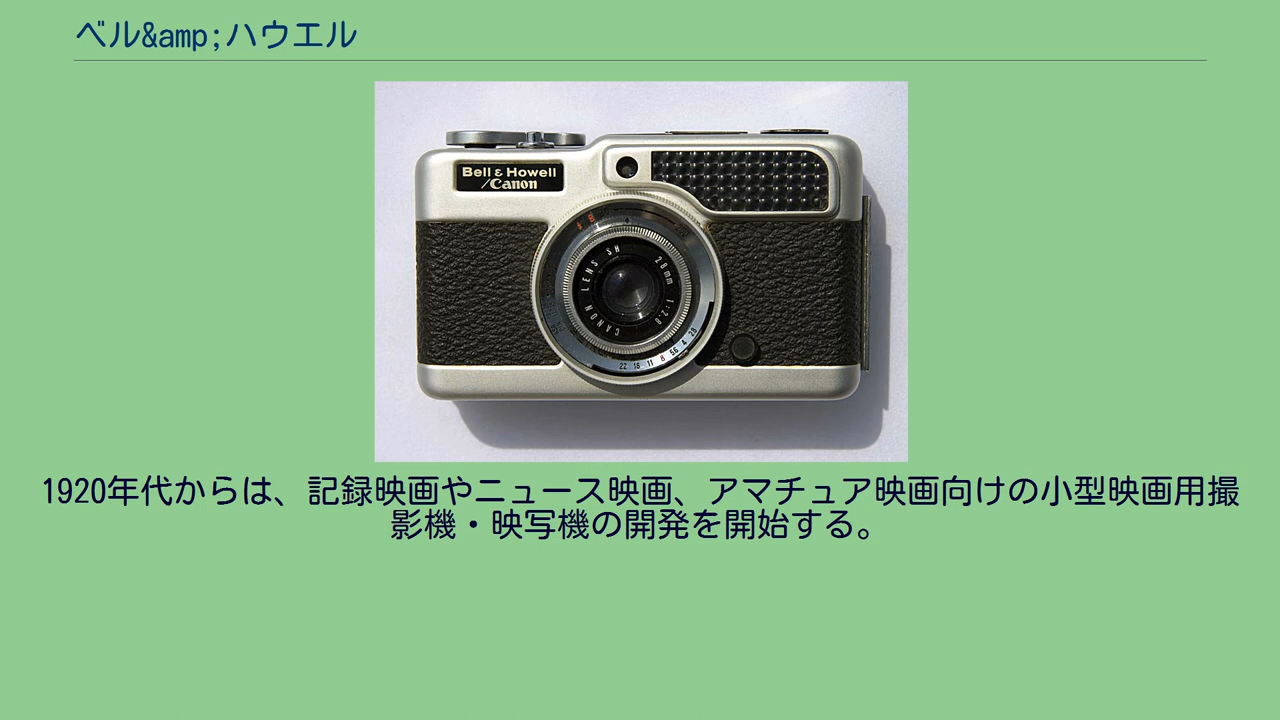 ベル&amp;ハウエル
Bell & Howell
/Canon
CANON LENS SH 28mm 1:2.8
22 16 11 8 5.6 4 2.8
1920年代からは、記録映画やニュース映画、アマチュア映画向けの小型映画用撮
影機・映写機の開発を開始する。